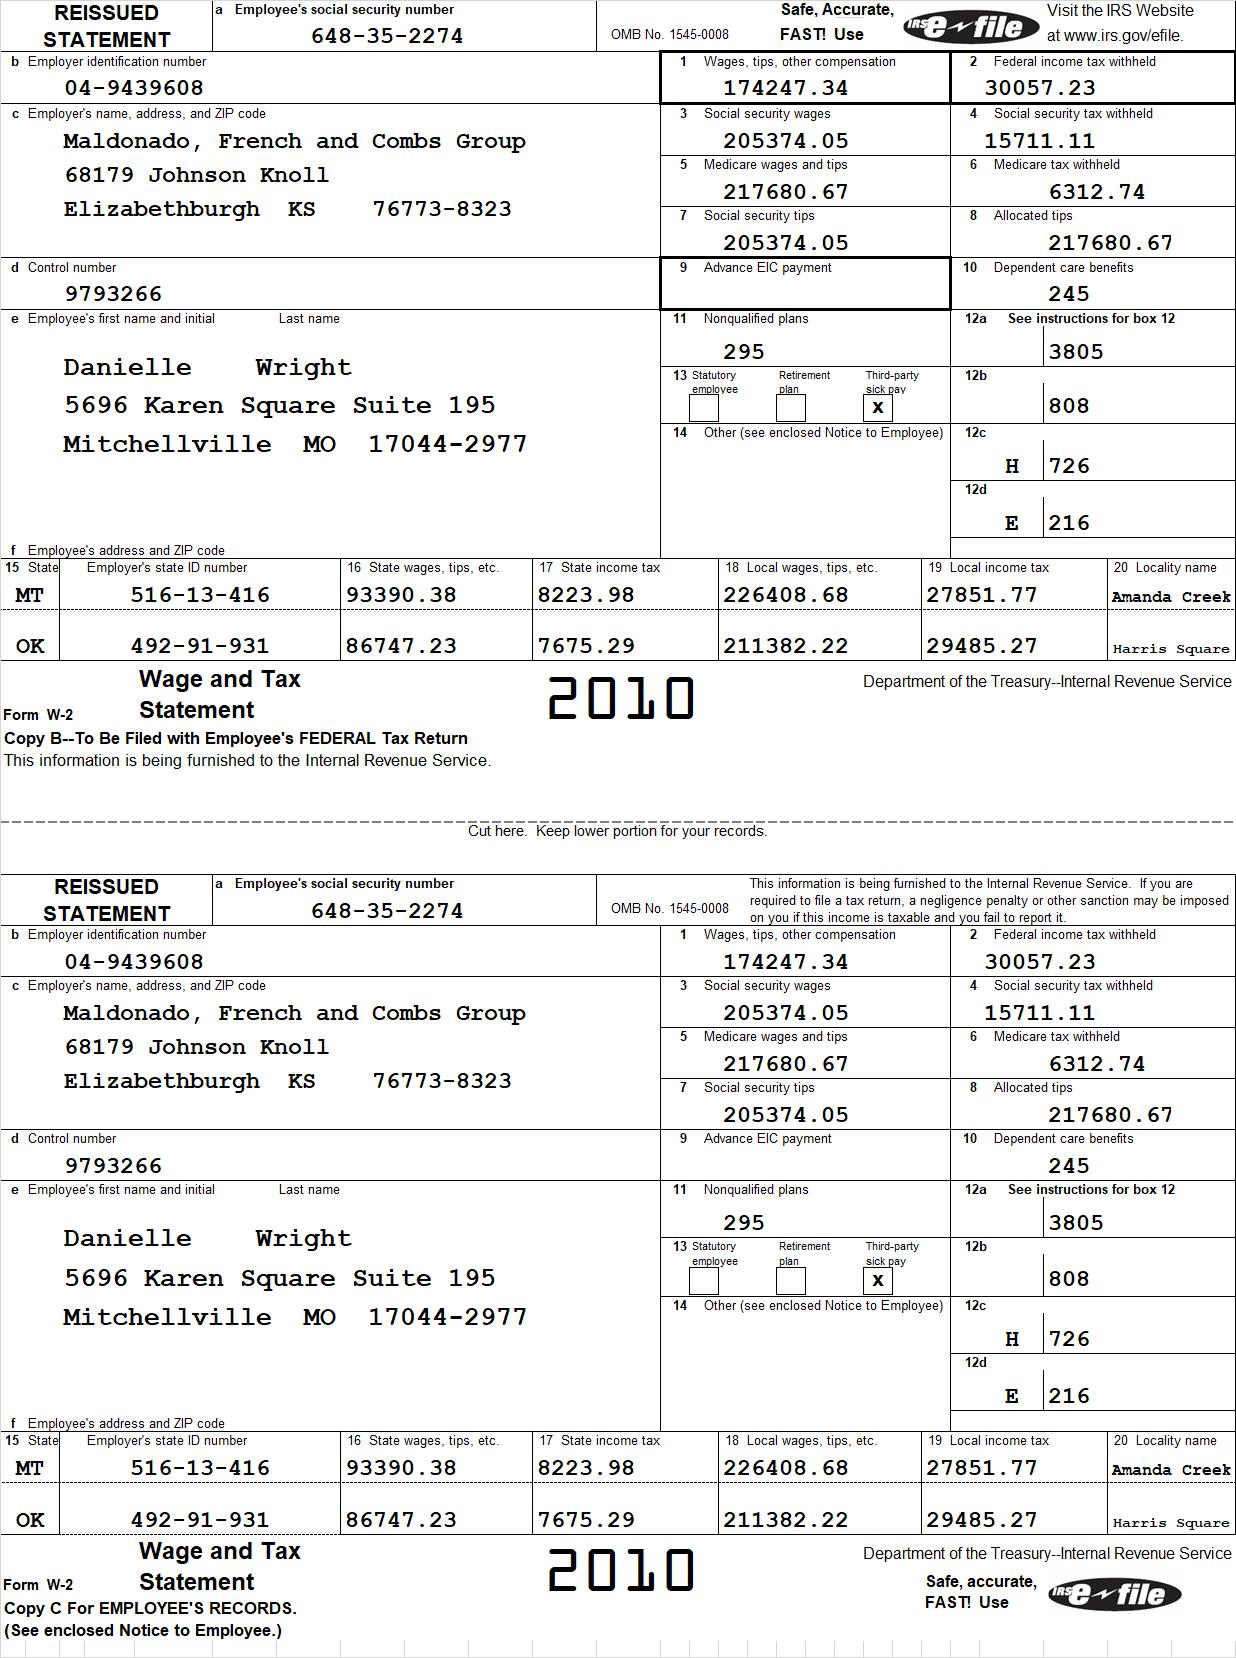 REISSUED STATEMENT
a Employee's social security number
648-35-2274
OMB No. 1545-0008
Safe, Accurate, FAST! Use
IRS e-file
Visit the IRS Website at www.irs.gov/efile.
b Employer identification number
04-9439608
1 Wages, tips, other compensation
174247.34
2 Federal income tax withheld
30057.23
c Employer's name, address, and ZIP code
Maldonado, French and Combs Group
68179 Johnson Knoll
Elizabethburgh KS 76773-8323
3 Social security wages
205374.05
4 Social security tax withheld
15711.11
5 Medicare wages and tips
217680.67
6 Medicare tax withheld
6312.74
7 Social security tips
205374.05
8 Allocated tips
217680.67
d Control number
9793266
9 Advance EIC payment
10 Dependent care benefits
245
e Employee's first name and initial Last name
Danielle Wright
5696 Karen Square Suite 195
Mitchellville MO 17044-2977
11 Nonqualified plans
295
12a See instructions for box 12
3805
13 Statutory employee Retirement plan Third-party sick pay
X
12b
808
14 Other (see enclosed Notice to Employee)
12c
H 726
12d
E 216
f Employee's address and ZIP code
15 State Employer's state ID number 16 State wages, tips, etc. 17 State income tax 18 Local wages, tips, etc. 19 Local income tax 20 Locality name
MT 516-13-416 93390.38 8223.98 226408.68 27851.77 Amanda Creek
OK 492-91-931 86747.23 7675.29 211382.22 29485.27 Harris Square
Form W-2 Wage and Tax Statement
2010
Department of the Treasury--Internal Revenue Service
Copy B--To Be Filed with Employee's FEDERAL Tax Return
This information is being furnished to the Internal Revenue Service.
Cut here. Keep lower portion for your records.
REISSUED STATEMENT
a Employee's social security number
648-35-2274
OMB No. 1545-0008
This information is being furnished to the Internal Revenue Service. If you are
required to file a tax return, a negligence penalty or other sanction may be imposed
on you if this income is taxable and you fail to report it.
b Employer identification number
04-9439608
1 Wages, tips, other compensation
174247.34
2 Federal income tax withheld
30057.23
c Employer's name, address, and ZIP code
Maldonado, French and Combs Group
68179 Johnson Knoll
Elizabethburgh KS 76773-8323
3 Social security wages
205374.05
4 Social security tax withheld
15711.11
5 Medicare wages and tips
217680.67
6 Medicare tax withheld
6312.74
7 Social security tips
205374.05
8 Allocated tips
217680.67
d Control number
9793266
9 Advance EIC payment
10 Dependent care benefits
245
e Employee's first name and initial Last name
Danielle Wright
5696 Karen Square Suite 195
Mitchellville MO 17044-2977
11 Nonqualified plans
295
12a See instructions for box 12
3805
13 Statutory employee Retirement plan Third-party sick pay
X
12b
808
14 Other (see enclosed Notice to Employee)
12c
H 726
12d
E 216
f Employee's address and ZIP code
15 State Employer's state ID number 16 State wages, tips, etc. 17 State income tax 18 Local wages, tips, etc. 19 Local income tax 20 Locality name
MT 516-13-416 93390.38 8223.98 226408.68 27851.77 Amanda Creek
OK 492-91-931 86747.23 7675.29 211382.22 29485.27 Harris Square
Form W-2 Wage and Tax Statement
2010
Department of the Treasury--Internal Revenue Service
Safe, accurate, FAST! Use
IRS e-file
Copy C For EMPLOYEE'S RECORDS.
(See enclosed Notice to Employee.)